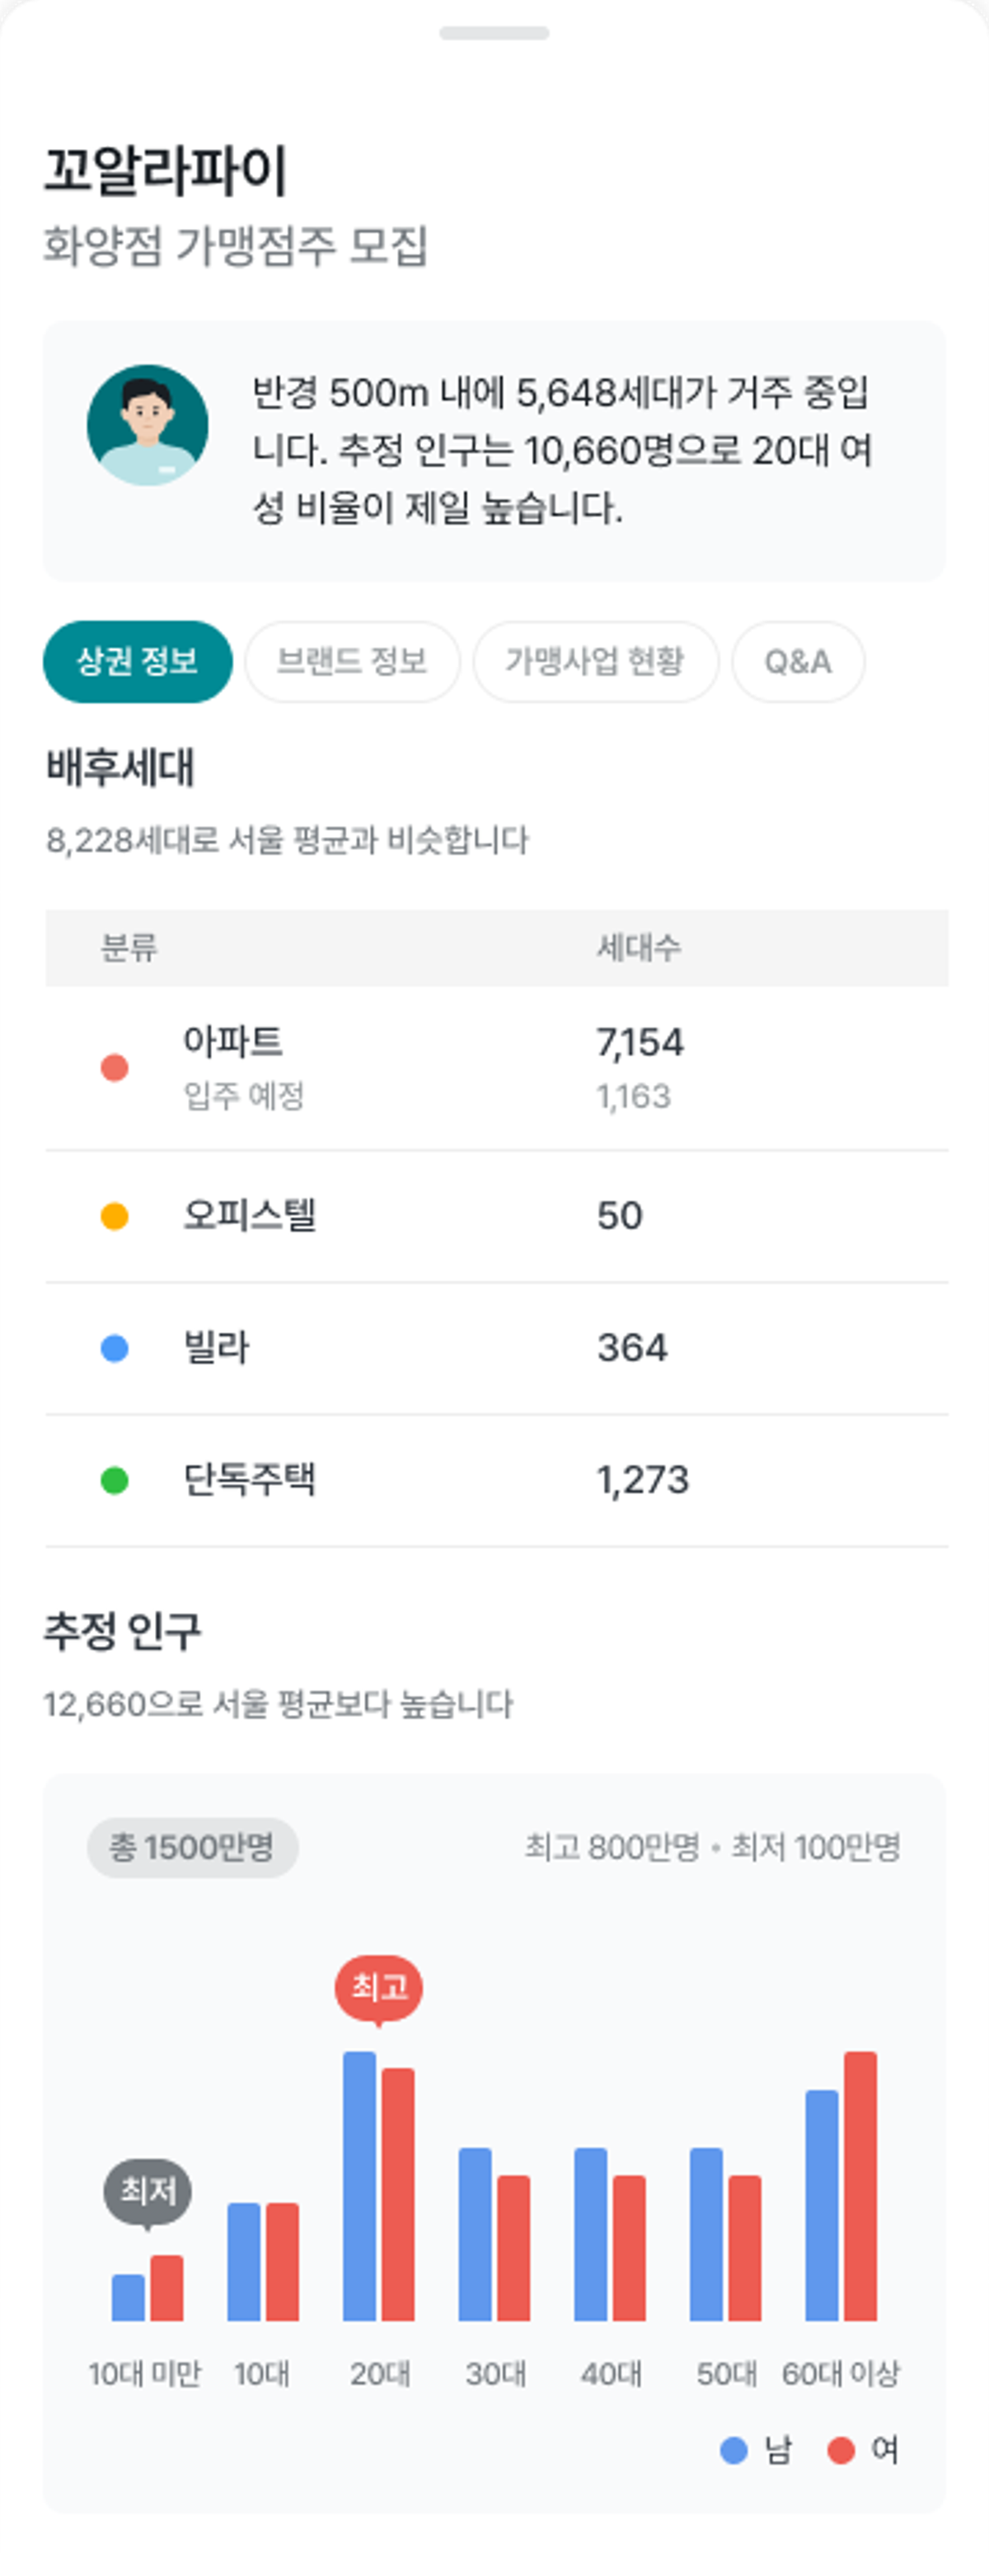 꼬알라파이
화양점 가맹점주 모집
반경 500m 내에 5,648세대가 거주 중입
니다. 추정 인구는 10,660명으로 20대 여
성 비율이 제일 높습니다.
상권 정보 브랜드 정보 가맹사업 현황 Q&A
배후세대
8,228세대로 서울 평균과 비슷합니다
분류 세대수
아파트 7,154
입주 예정 1,163
오피스텔 50
빌라 364
단독주택 1,273
추정 인구
12,660으로 서울 평균보다 높습니다
총 1500만명 최고 800만명 • 최저 100만명
최고
최저
10대 미만 10대 20대 30대 40대 50대 60대 이상
남 여